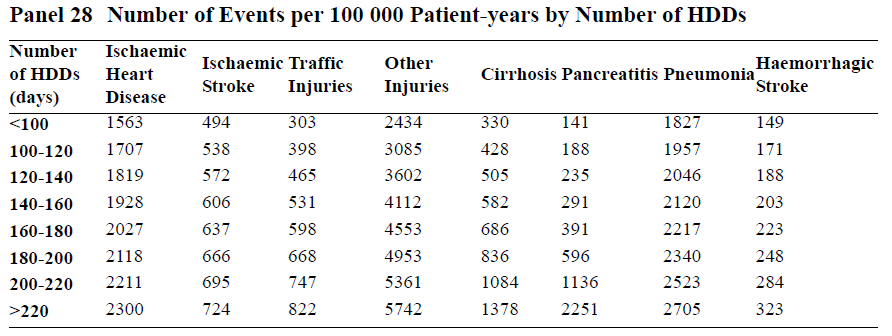 Panel 28 Number of Events per 100 000 Patient-years by Number of HDDs
Number of HDDs (days) Ischaemic Heart Disease Ischaemic Stroke Traffic Injuries Other Injuries Cirrhosis Pancreatitis Pneumonia Haemorrhagic Stroke
<100 1563 494 303 2434 330 141 1827 149
100-120 1707 538 398 3085 428 188 1957 171
120-140 1819 572 465 3602 505 235 2046 188
140-160 1928 606 531 4112 582 291 2120 203
160-180 2027 637 598 4553 686 391 2217 223
180-200 2118 666 668 4953 836 596 2340 248
200-220 2211 695 747 5361 1084 1136 2523 284
>220 2300 724 822 5742 1378 2251 2705 323